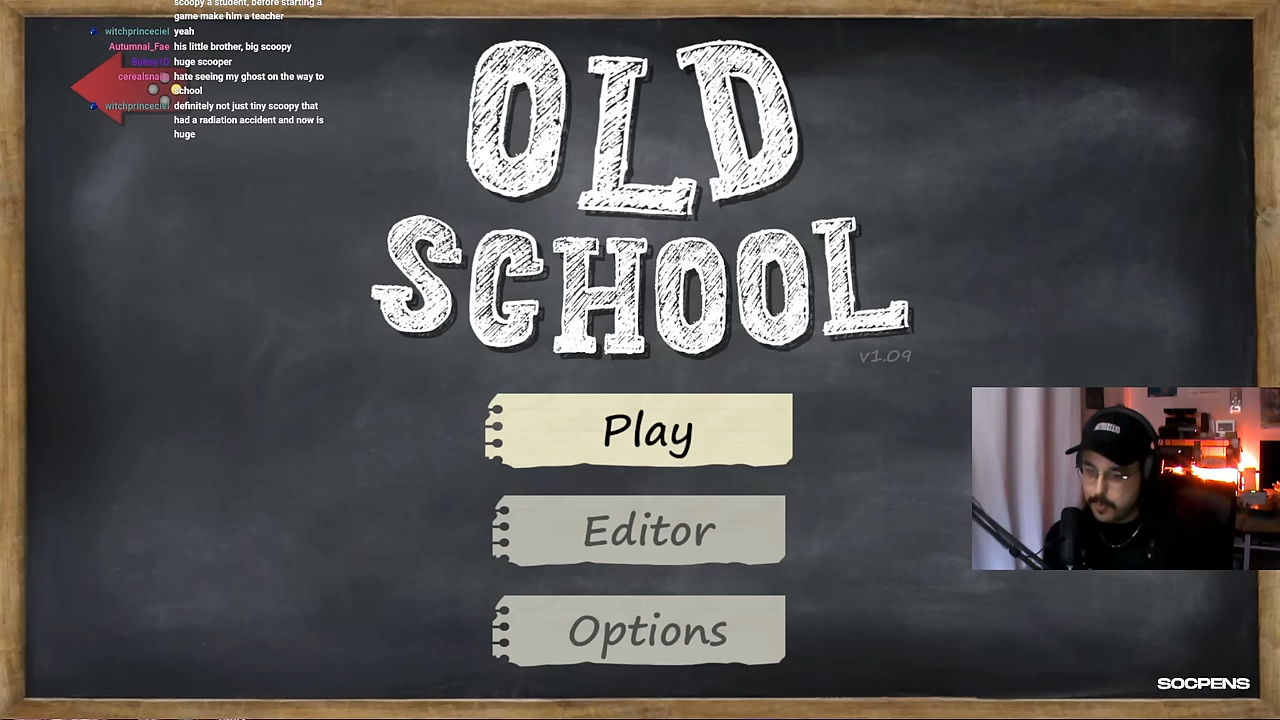 scoopy a student, before starting a
game make him a teacher
witchprinceciel yeah
Autumnal_Fae his little brother, big scoopy
huge scooper
cerealsnail hate seeing my ghost on the way to
school
witchprinceciel definitely not just tiny scoopy that
had a radiation accident and now is
huge
OLD
SCHOOL
v1.09
Play
Editor
Options
SOCPENS